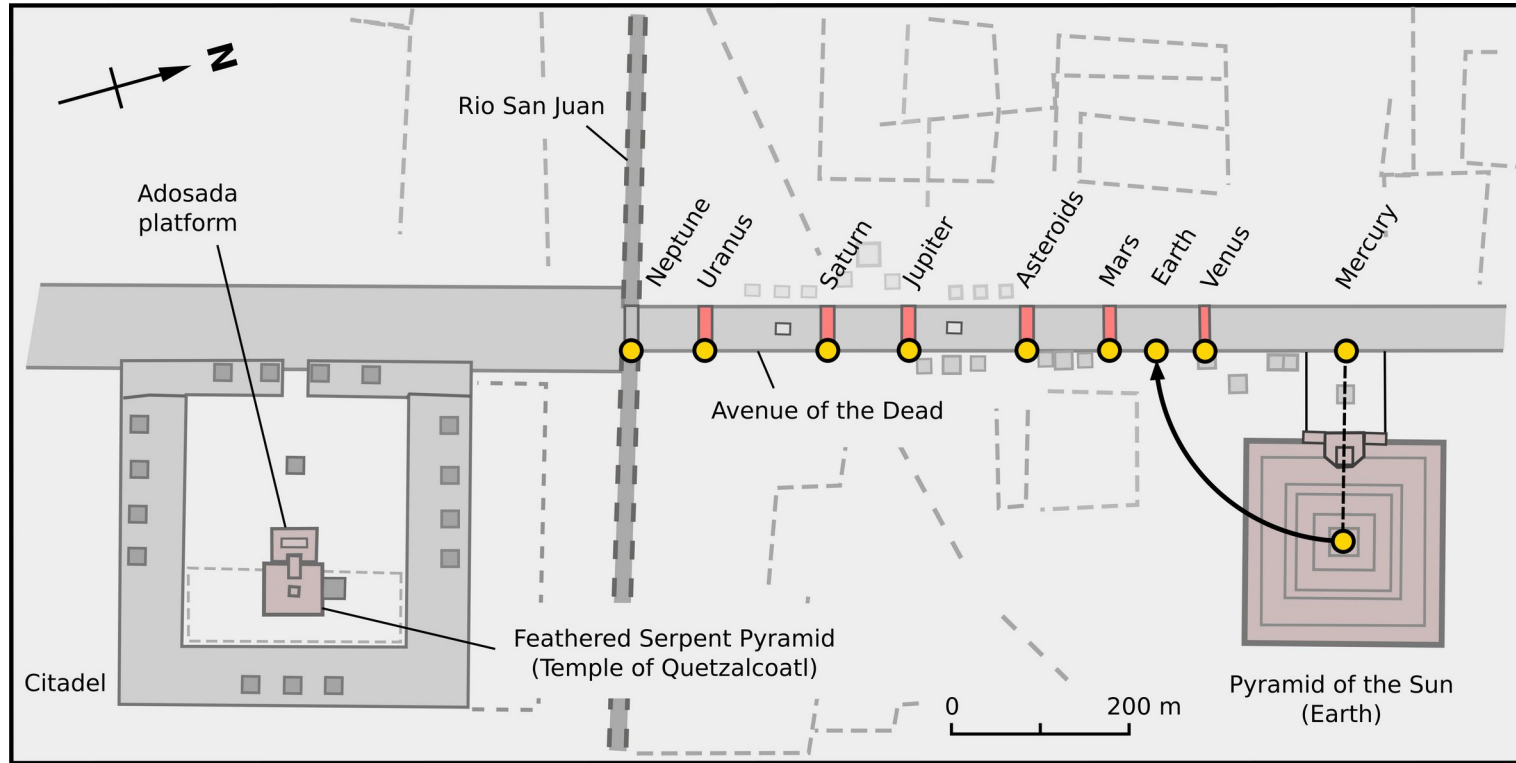 N
Rio San Juan
Adosada
platform
Neptune
Uranus
Saturn
Jupiter
Asteroids
Mars
Earth
Venus
Mercury
Avenue of the Dead
Feathered Serpent Pyramid
(Temple of Quetzalcoatl)
Citadel
0
200 m
Pyramid of the Sun
(Earth)